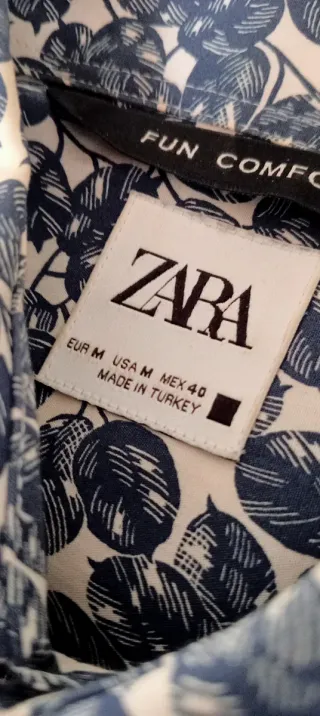 FUN COMFO
ZARA
EUR M USA M MEX 40
MADE IN TURKEY